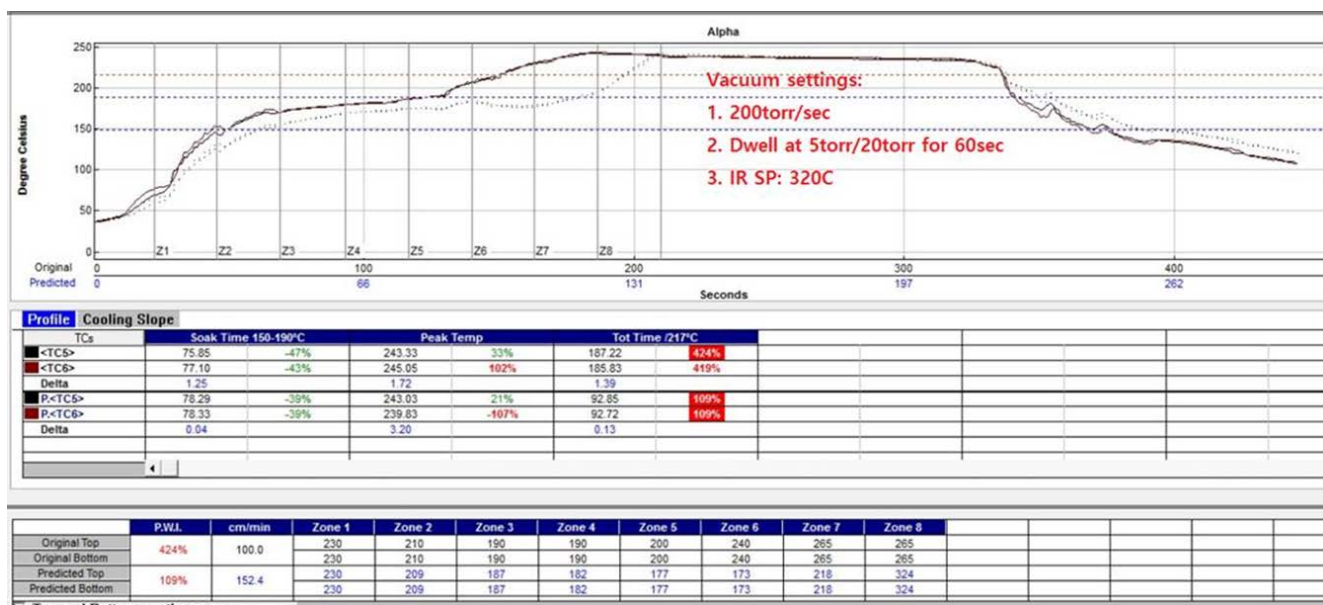 Alpha
250
200
150
100
50
0
Degree Celsius
Vacuum settings:
1. 200torr/sec
2. Dwell at 5torr/20torr for 60sec
3. IR SP: 320C
Z1 Z2 Z3 Z4 Z5 Z6 Z7 Z8
Original 0 100 200 300 400
Predicted 0 66 131 197 262
Seconds
Profile Cooling Slope
TCs Soak Time 150-190°C Peak Temp Tot Time /217°C
<TC5> 75.85 -47% 243.33 33% 187.22 424%
<TC6> 77.10 -43% 245.05 102% 185.83 419%
Delta 1.25 1.72 1.39
P.<TC5> 78.29 -39% 243.03 21% 92.85 109%
P.<TC6> 78.33 -39% 239.83 -107% 92.72 109%
Delta 0.04 3.20 0.13
P.W.I. cm/min Zone 1 Zone 2 Zone 3 Zone 4 Zone 5 Zone 6 Zone 7 Zone 8
Original Top 424% 100.0 230 210 190 190 200 240 265 265
Original Bottom 230 210 190 190 200 240 265 265
Predicted Top 109% 152.4 230 209 187 182 177 173 218 324
Predicted Bottom 230 209 187 182 177 173 218 324